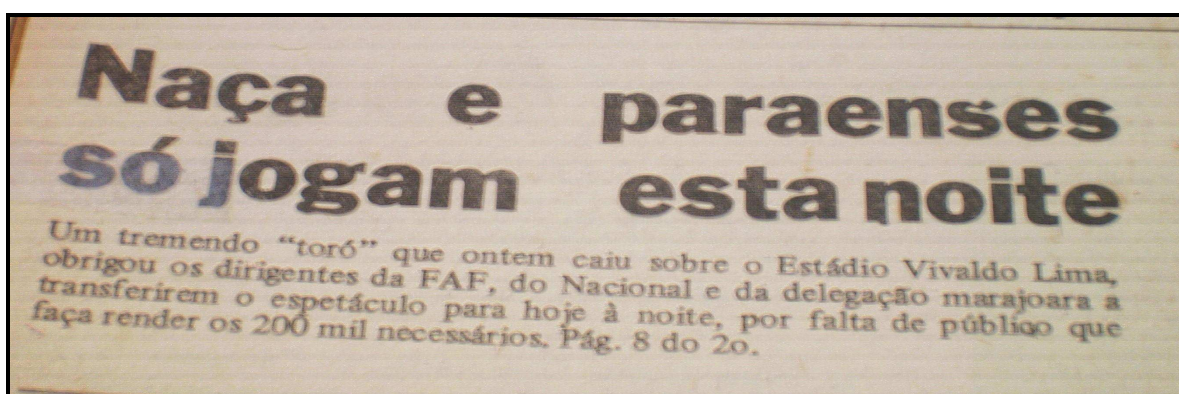 Naça e paraenses
só jogam esta noite
Um tremendo “toró” que ontem caiu sobre o Estádio Vivaldo Lima,
obrigou os dirigentes da FAF, do Nacional e da delegação marajoara a
transferirem o espetáculo para hoje à noite, por falta de público que
faça render os 200 mil necessários. Pág. 8 do 2o.